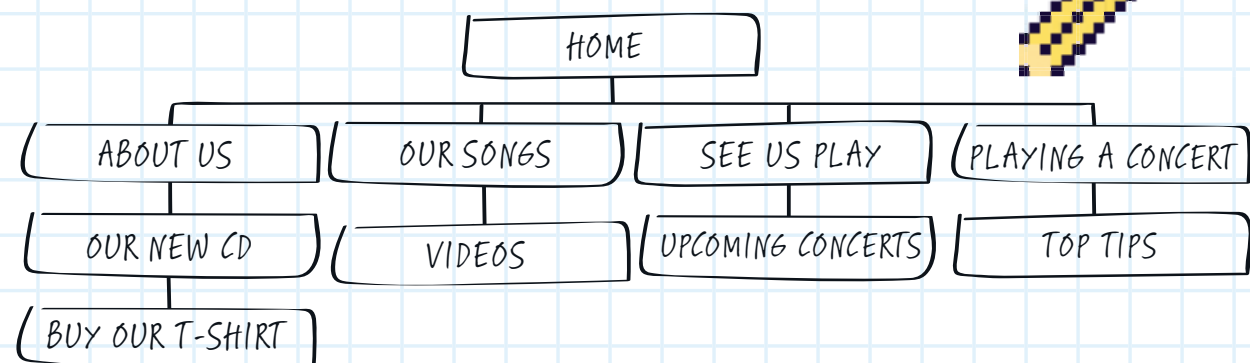 HOME
ABOUT US
OUR SONGS
SEE US PLAY
PLAYING A CONCERT
OUR NEW CD
VIDEOS
UPCOMING CONCERTS
TOP TIPS
BUY OUR T-SHIRT